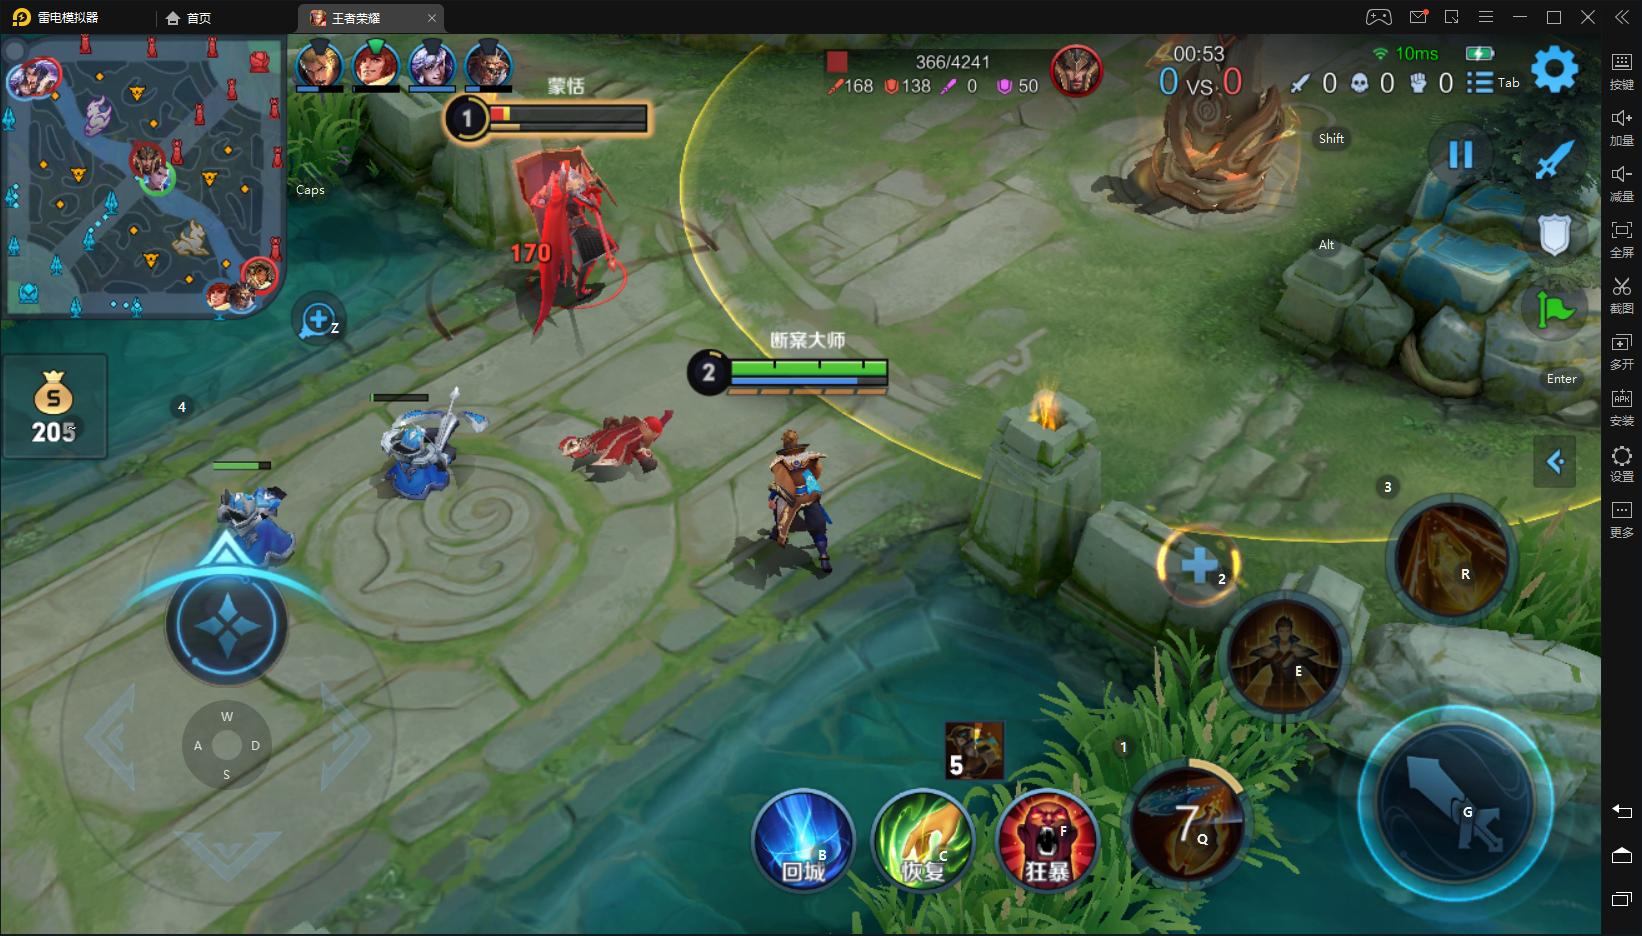 雷电模拟器
首页
王者荣耀
蒙恬
1
366/4241
168 138 0 50
00:53
0 VS 0
10ms
0 0 0 Tab
Shift
Caps
170
Alt
Z
断案大师
2
Enter
205
4
3
R
2
E
W
A D
S
5
1
7
Q
G
B
回城
C
恢复
F
狂暴
按键
加量
减量
全屏
截图
多开
APK
安装
设置
更多